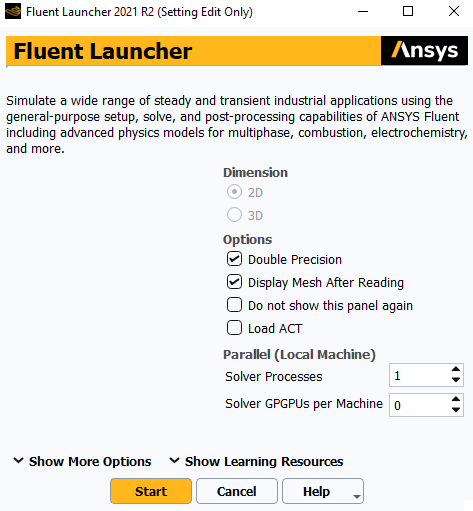 Fluent Launcher 2021 R2 (Setting Edit Only)
Fluent Launcher
Ansys
Simulate a wide range of steady and transient industrial applications using the
general-purpose setup, solve, and post-processing capabilities of ANSYS Fluent
including advanced physics models for multiphase, combustion, electrochemistry,
and more.
Dimension
2D
3D
Options
Double Precision
Display Mesh After Reading
Do not show this panel again
Load ACT
Parallel (Local Machine)
Solver Processes 1
Solver GPGPUs per Machine 0
Show More Options Show Learning Resources
Start Cancel Help